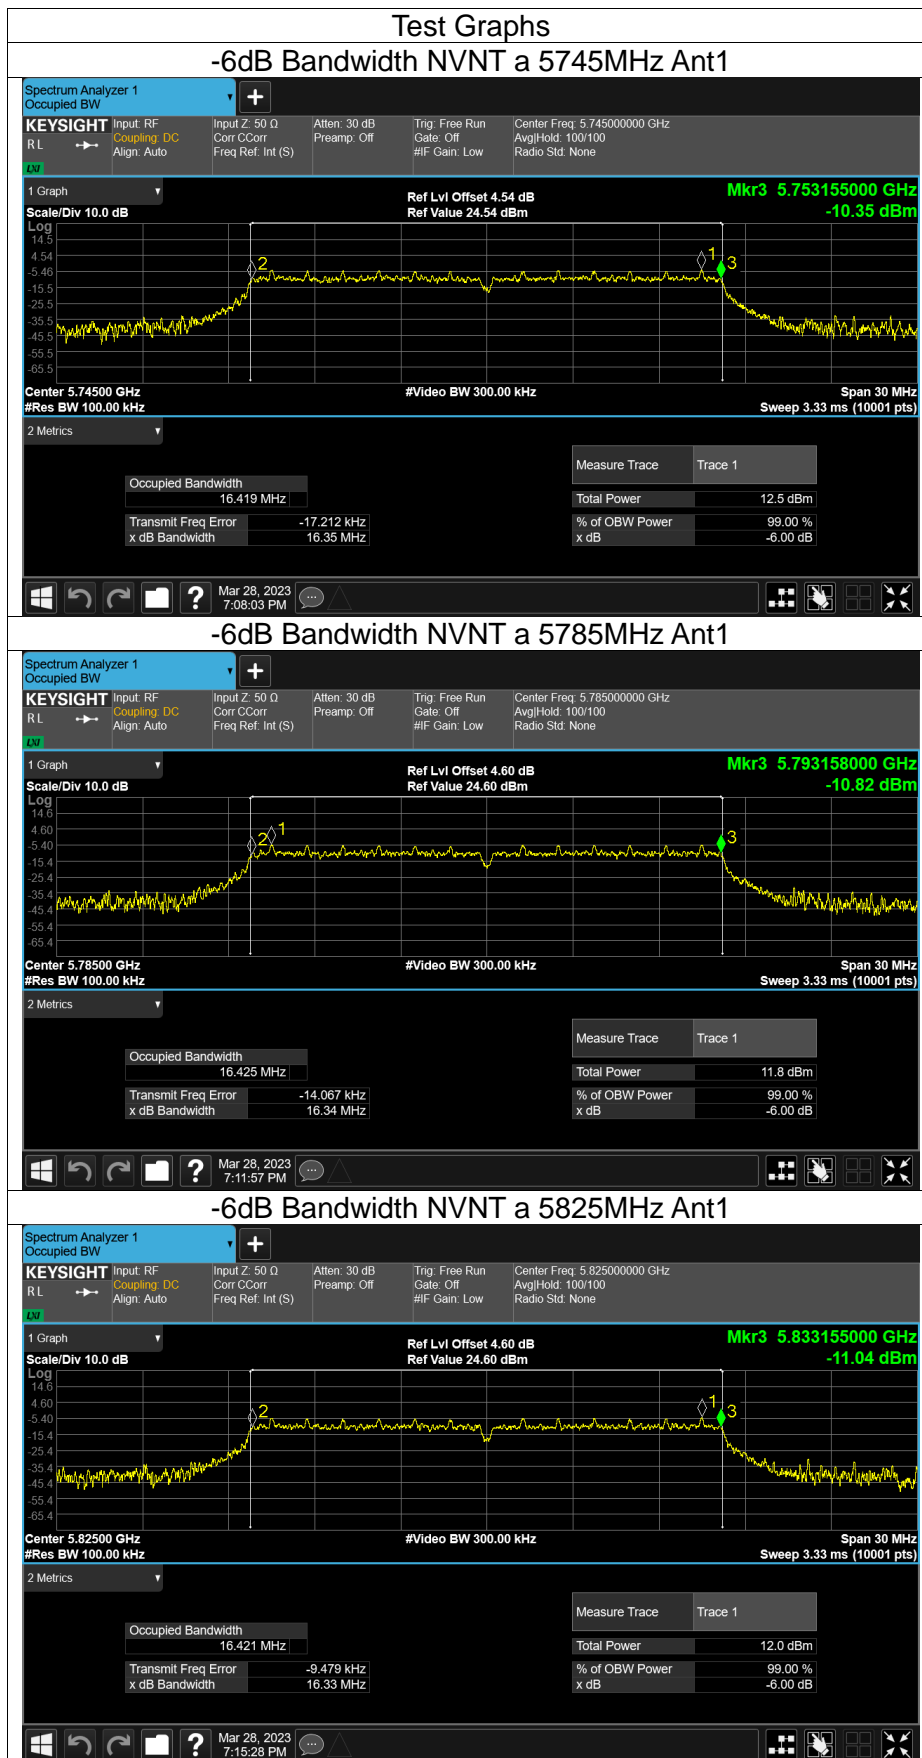 Test Graphs
-6dB Bandwidth NVNT a 5745MHz Ant1
Spectrum Analyzer 1
Occupied BW
+
KEYSIGHT Input: RF Input Z: 50 Ω Atten: 30 dB Trig: Free Run Center Freq: 5.745000000 GHz
RL Coupling: DC Corr CCorr Preamp: Off Gate: Off Avg|Hold: 100/100
Align: Auto Freq Ref: Int (S) #IF Gain: Low Radio Std: None
LXI
1 Graph Ref Lvl Offset 4.54 dB Mkr3 5.753155000 GHz
Scale/Div 10.0 dB Ref Value 24.54 dBm -10.35 dBm
Log
14.5
4.54
-5.46
-15.5
-25.5
-35.5
-45.5
-55.5
-65.5
2 1 3
Center 5.74500 GHz #Video BW 300.00 kHz Span 30 MHz
#Res BW 100.00 kHz Sweep 3.33 ms (10001 pts)
2 Metrics
Measure Trace Trace 1
Occupied Bandwidth
16.419 MHz Total Power 12.5 dBm
Transmit Freq Error -17.212 kHz % of OBW Power 99.00 %
x dB Bandwidth 16.35 MHz x dB -6.00 dB
? Mar 28, 2023
7:08:03 PM
-6dB Bandwidth NVNT a 5785MHz Ant1
Spectrum Analyzer 1
Occupied BW
+
KEYSIGHT Input: RF Input Z: 50 Ω Atten: 30 dB Trig: Free Run Center Freq: 5.785000000 GHz
RL Coupling: DC Corr CCorr Preamp: Off Gate: Off Avg|Hold: 100/100
Align: Auto Freq Ref: Int (S) #IF Gain: Low Radio Std: None
LXI
1 Graph Ref Lvl Offset 4.60 dB Mkr3 5.793158000 GHz
Scale/Div 10.0 dB Ref Value 24.60 dBm -10.82 dBm
Log
14.6
4.60
-5.40
-15.4
-25.4
-35.4
-45.4
-55.4
-65.4
2 1 3
Center 5.78500 GHz #Video BW 300.00 kHz Span 30 MHz
#Res BW 100.00 kHz Sweep 3.33 ms (10001 pts)
2 Metrics
Measure Trace Trace 1
Occupied Bandwidth
16.425 MHz Total Power 11.8 dBm
Transmit Freq Error -14.067 kHz % of OBW Power 99.00 %
x dB Bandwidth 16.34 MHz x dB -6.00 dB
? Mar 28, 2023
7:11:57 PM
-6dB Bandwidth NVNT a 5825MHz Ant1
Spectrum Analyzer 1
Occupied BW
+
KEYSIGHT Input: RF Input Z: 50 Ω Atten: 30 dB Trig: Free Run Center Freq: 5.825000000 GHz
RL Coupling: DC Corr CCorr Preamp: Off Gate: Off Avg|Hold: 100/100
Align: Auto Freq Ref: Int (S) #IF Gain: Low Radio Std: None
LXI
1 Graph Ref Lvl Offset 4.60 dB Mkr3 5.833155000 GHz
Scale/Div 10.0 dB Ref Value 24.60 dBm -11.04 dBm
Log
14.6
4.60
-5.40
-15.4
-25.4
-35.4
-45.4
-55.4
-65.4
2 1 3
Center 5.82500 GHz #Video BW 300.00 kHz Span 30 MHz
#Res BW 100.00 kHz Sweep 3.33 ms (10001 pts)
2 Metrics
Measure Trace Trace 1
Occupied Bandwidth
16.421 MHz Total Power 12.0 dBm
Transmit Freq Error -9.479 kHz % of OBW Power 99.00 %
x dB Bandwidth 16.33 MHz x dB -6.00 dB
? Mar 28, 2023
7:15:28 PM